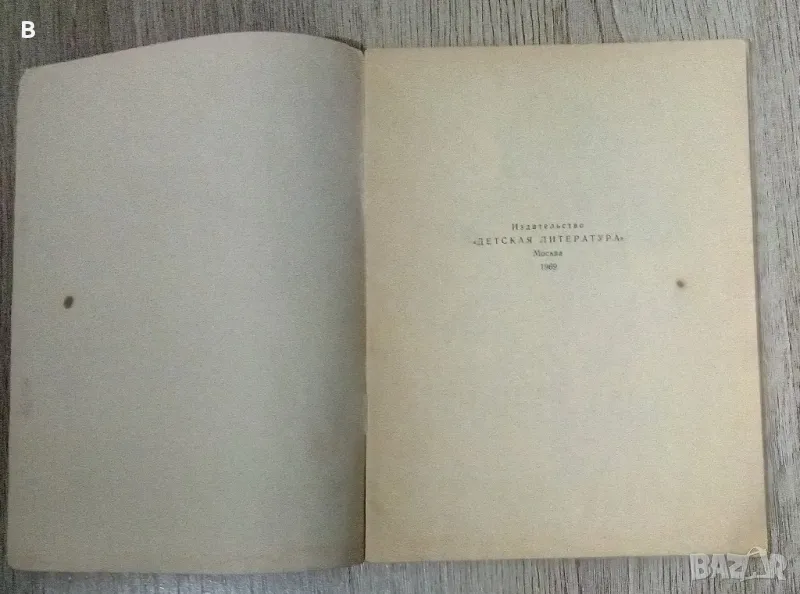 B
Издательство
«ДЕТСКАЯ ЛИТЕРАТУРА»
Москва
1969
BAZAR